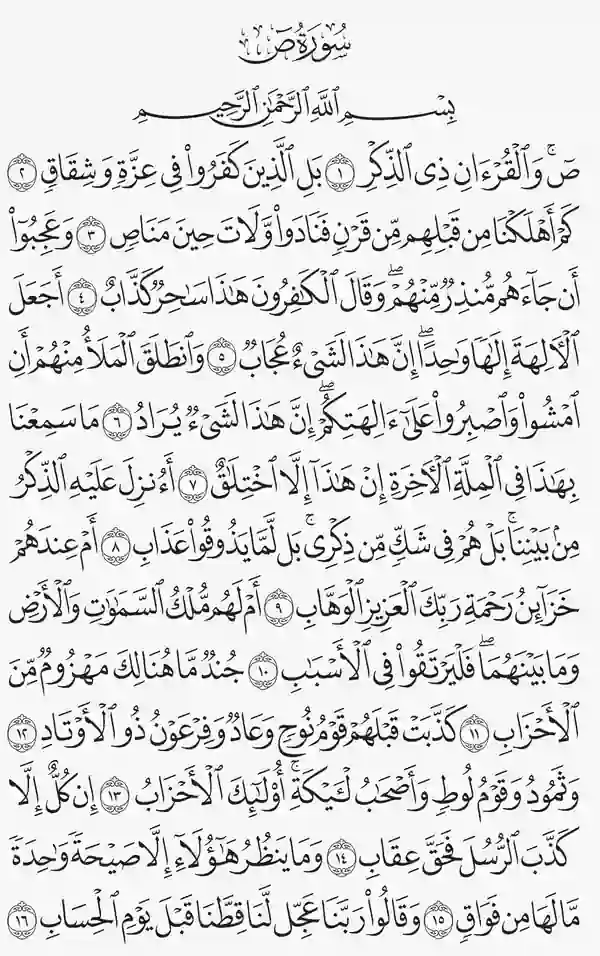 سُورَةُ صٓ
بِسۡمِ ٱللَّهِ ٱلرَّحۡمَٰنِ ٱلرَّحِيمِ
صٓۚ وَٱلۡقُرۡءَانِ ذِي ٱلذِّكۡرِ ١ بَلِ ٱلَّذِينَ كَفَرُواْ فِي عِزَّةٖ وَشِقَاقٖ ٢
كَمۡ أَهۡلَكۡنَا مِن قَبۡلِهِم مِّن قَرۡنٖ فَنَادَواْ وَّلَاتَ حِينَ مَنَاصٖ ٣ وَعَجِبُوٓاْ
أَن جَآءَهُم مُّنذِرٞ مِّنۡهُمۡۖ وَقَالَ ٱلۡكَٰفِرُونَ هَٰذَا سَٰحِرٞ كَذَّابٌ ٤ أَجَعَلَ
ٱلۡأٓلِهَةَ إِلَٰهٗا وَٰحِدًاۖ إِنَّ هَٰذَا لَشَيۡءٌ عُجَابٞ ٥ وَٱنطَلَقَ ٱلۡمَلَأُ مِنۡهُمۡ أَنِ
ٱمۡشُواْ وَٱصۡبِرُواْ عَلَىٰٓ ءَالِهَتِكُمۡۖ إِنَّ هَٰذَا لَشَيۡءٞ يُرَادُ ٦ مَا سَمِعۡنَا
بِهَٰذَا فِي ٱلۡمِلَّةِ ٱلۡأٓخِرَةِ إِنۡ هَٰذَآ إِلَّا ٱخۡتِلَٰقٌ ٧ أَءُنزِلَ عَلَيۡهِ ٱلذِّكۡرُ
مِنۢ بَيۡنِنَاۚ بَلۡ هُمۡ فِي شَكّٖ مِّن ذِكۡرِيۚ بَل لَّمَّا يَذُوقُواْ عَذَابِ ٨ أَمۡ عِندَهُمۡ
خَزَآئِنُ رَحۡمَةِ رَبِّكَ ٱلۡعَزِيزِ ٱلۡوَهَّابِ ٩ أَمۡ لَهُم مُّلۡكُ ٱلسَّمَٰوَٰتِ وَٱلۡأَرۡضِ
وَمَا بَيۡنَهُمَاۖ فَلۡيَرۡتَقُواْ فِي ٱلۡأَسۡبَٰبِ ١٠ جُندٞ مَّا هُنَالِكَ مَهۡزُومٞ مِّنَ
ٱلۡأَحۡزَابِ ١١ كَذَّبَتۡ قَبۡلَهُمۡ قَوۡمُ نُوحٖ وَعَادٞ وَفِرۡعَوۡنُ ذُو ٱلۡأَوۡتَادِ ١٢
وَثَمُودُ وَقَوۡمُ لُوطٖ وَأَصۡحَٰبُ لۡـَٔيۡكَةِۚ أُوْلَٰٓئِكَ ٱلۡأَحۡزَابُ ١٣ إِن كُلٌّ إِلَّا
كَذَّبَ ٱلرُّسُلَ فَحَقَّ عِقَابِ ١٤ وَمَا يَنظُرُ هَٰٓؤُلَآءِ إِلَّا صَيۡحَةٗ وَٰحِدَةٗ
مَّا لَهَا مِن فَوَاقٖ ١٥ وَقَالُواْ رَبَّنَا عَجِّل لَّنَا قِطَّنَا قَبۡلَ يَوۡمِ ٱلۡحِسَابِ ١٦